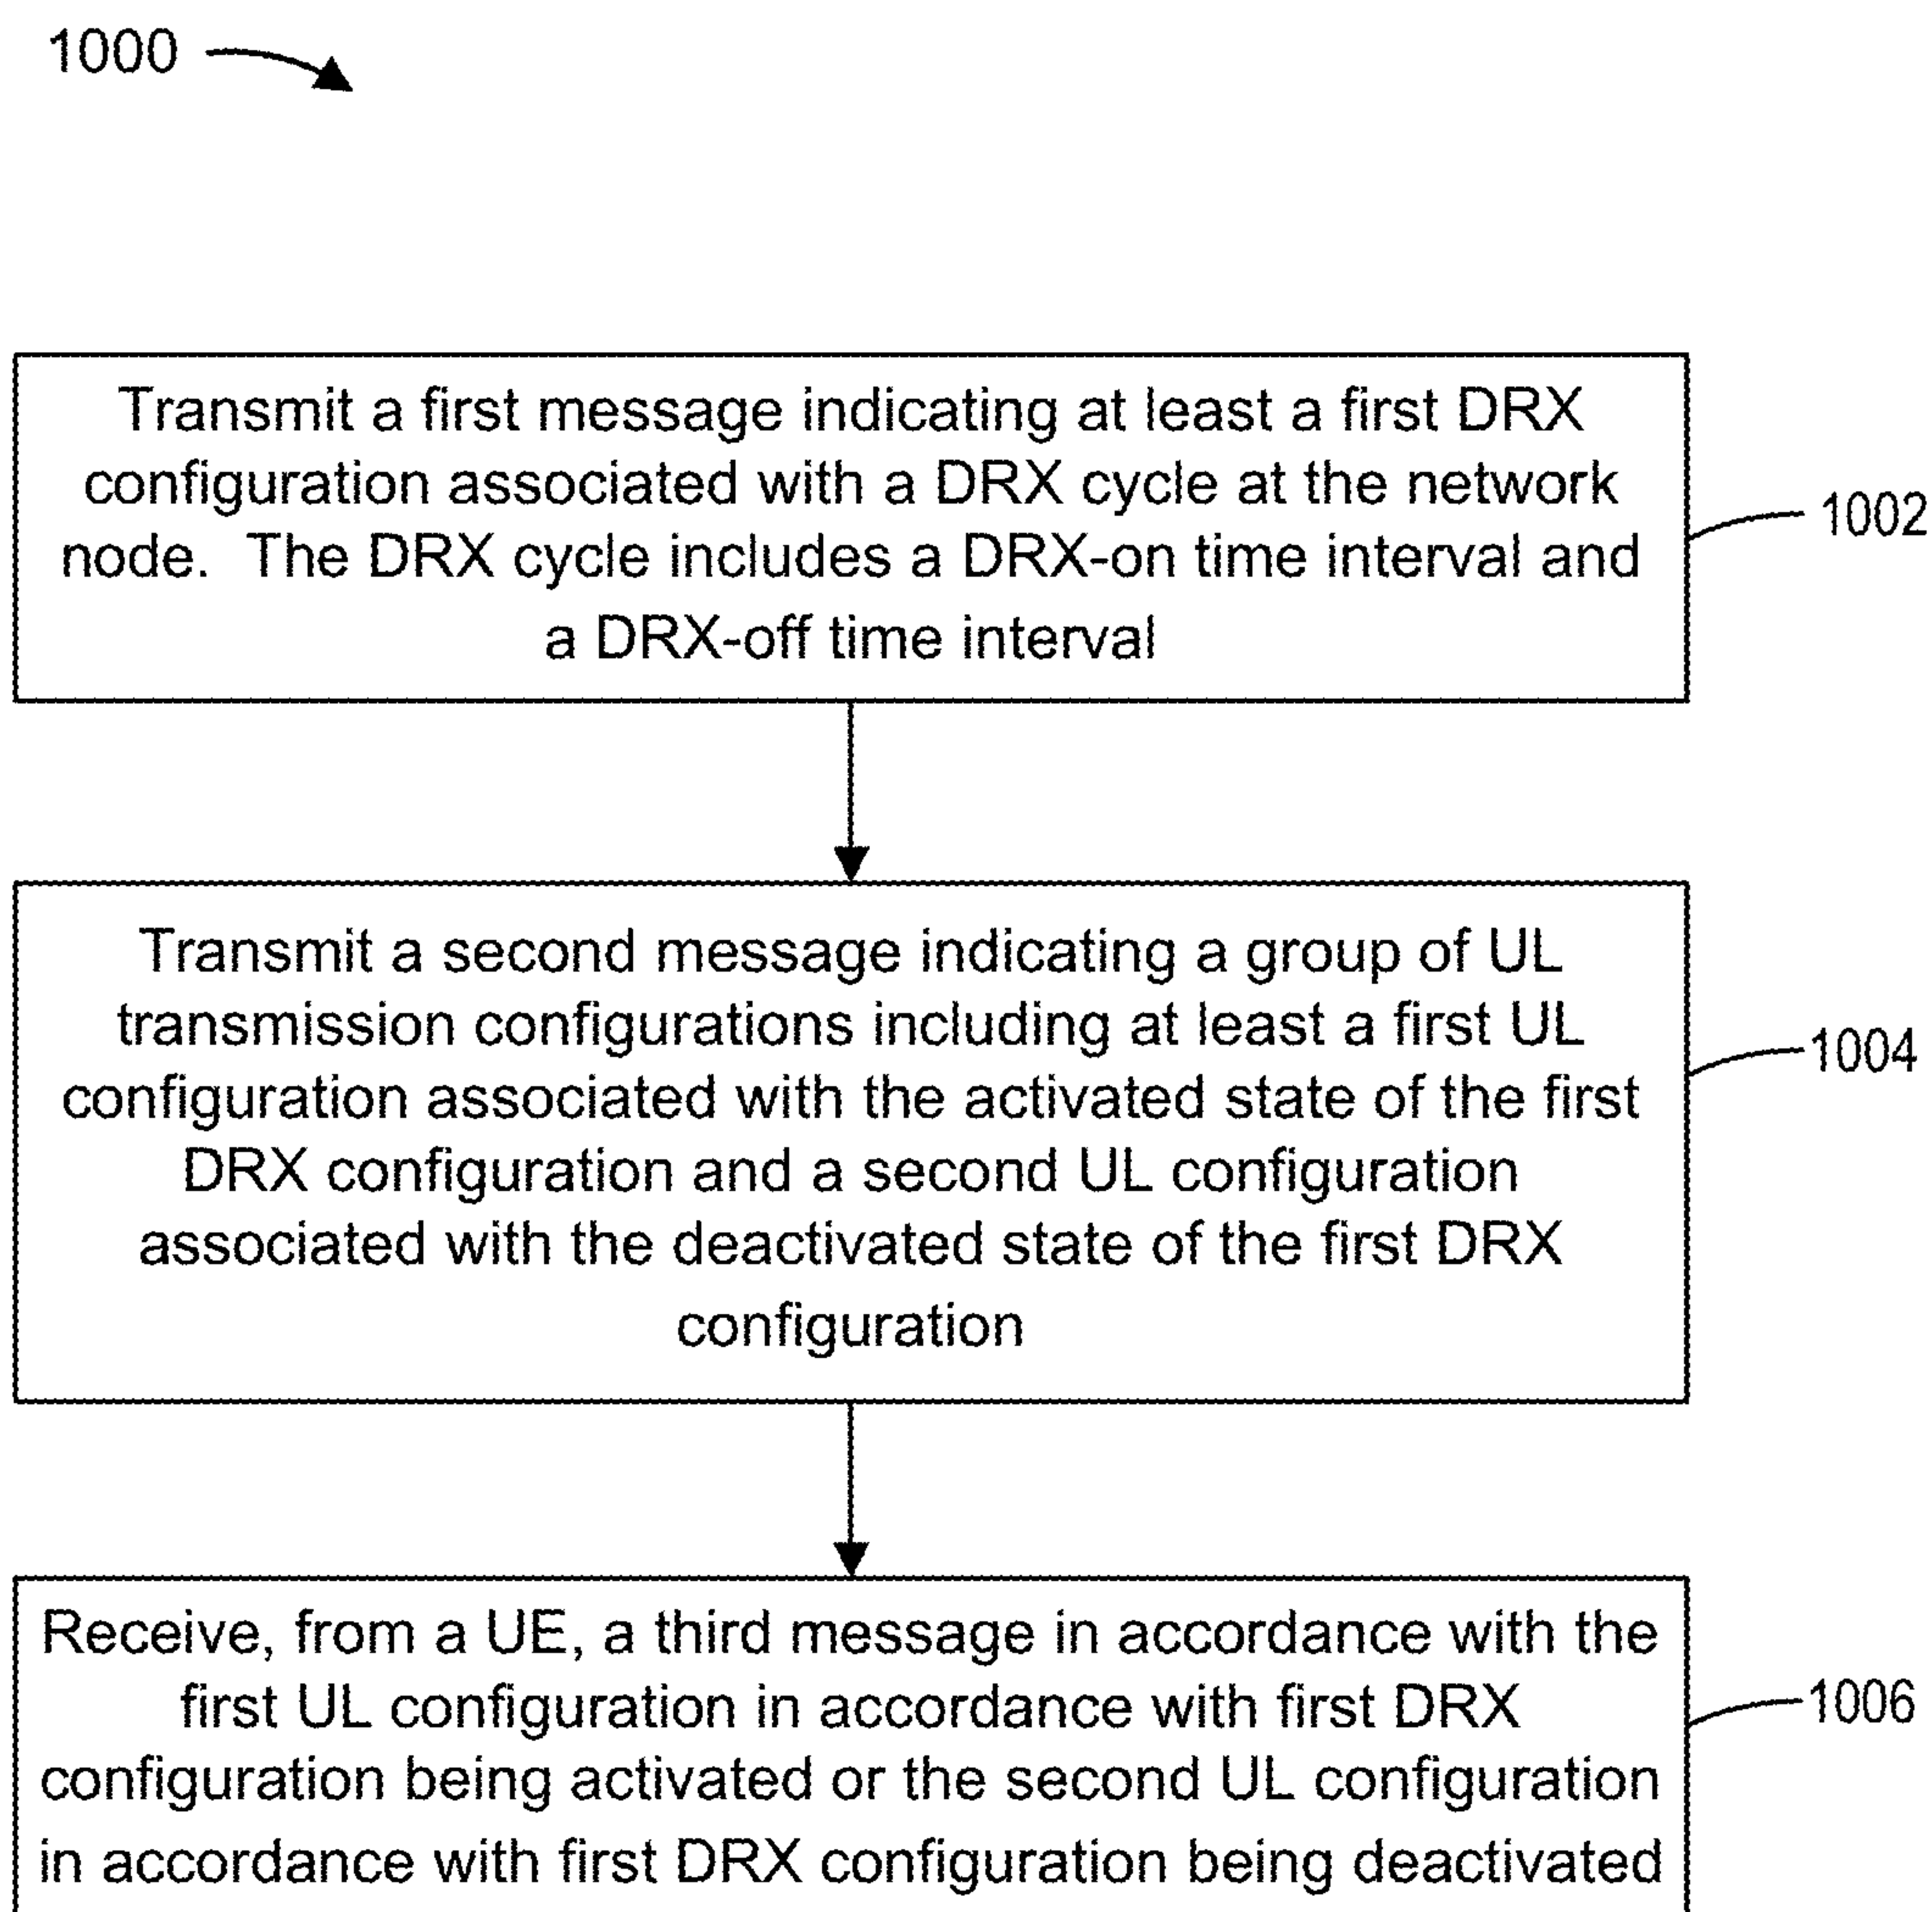 1000
Transmit a first message indicating at least a first DRX
configuration associated with a DRX cycle at the network
node. The DRX cycle includes a DRX-on time interval and
a DRX-off time interval
1002
Transmit a second message indicating a group of UL
transmission configurations including at least a first UL
configuration associated with the activated state of the first
DRX configuration and a second UL configuration
associated with the deactivated state of the first DRX
configuration
1004
Receive, from a UE, a third message in accordance with the
first UL configuration in accordance with first DRX
configuration being activated or the second UL configuration
in accordance with first DRX configuration being deactivated
1006